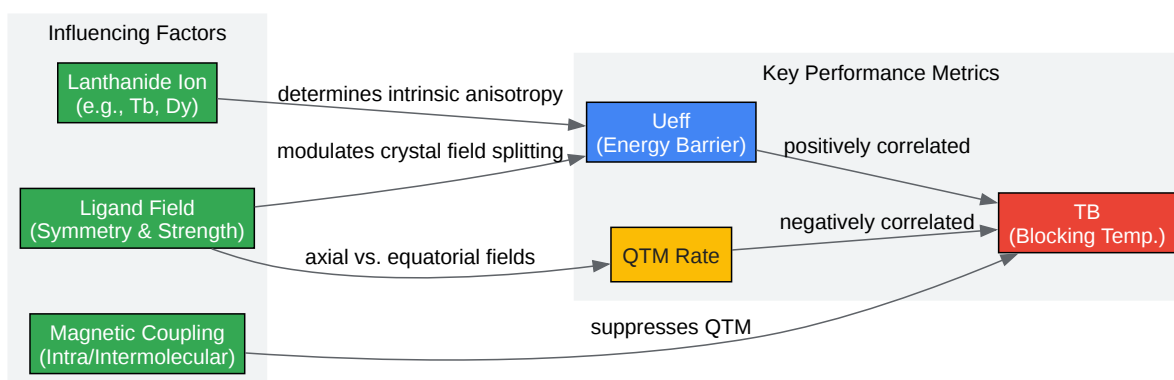 Influencing Factors
Lanthanide Ion
(e.g., Tb, Dy)
Ligand Field
(Symmetry & Strength)
Magnetic Coupling
(Intra/Intermolecular)
determines intrinsic anisotropy
modulates crystal field splitting
axial vs. equatorial fields
suppresses QTM
Key Performance Metrics
Ueff
(Energy Barrier)
QTM Rate
positively correlated
negatively correlated
TB
(Blocking Temp.)